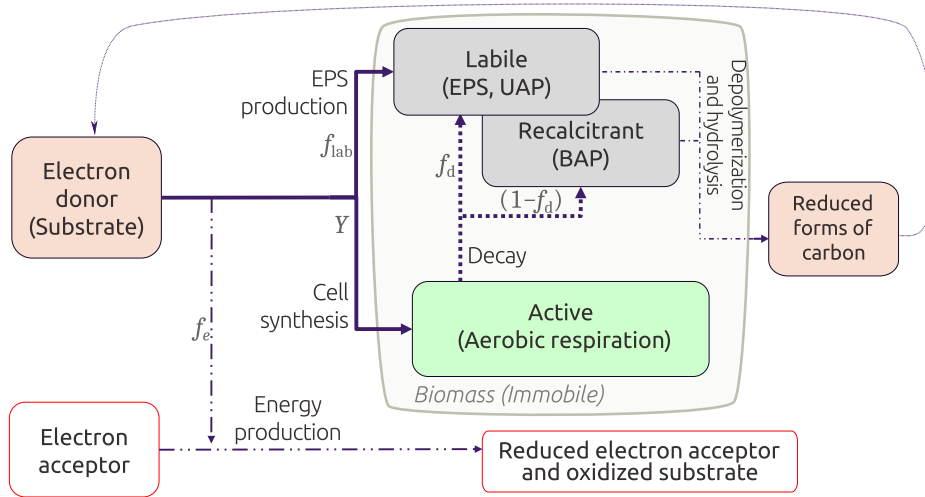 Labile
(EPS, UAP)
Recalcitrant
(BAP)
Depolymerization
and hydrolysis
EPS
production
f_lab
Electron
donor
(Substrate)
Y
f_d
(1-f_d)
Decay
Reduced
forms of
carbon
Cell
synthesis
Active
(Aerobic respiration)
f_e
Biomass (Immobile)
Energy
production
Electron
acceptor
Reduced electron acceptor
and oxidized substrate